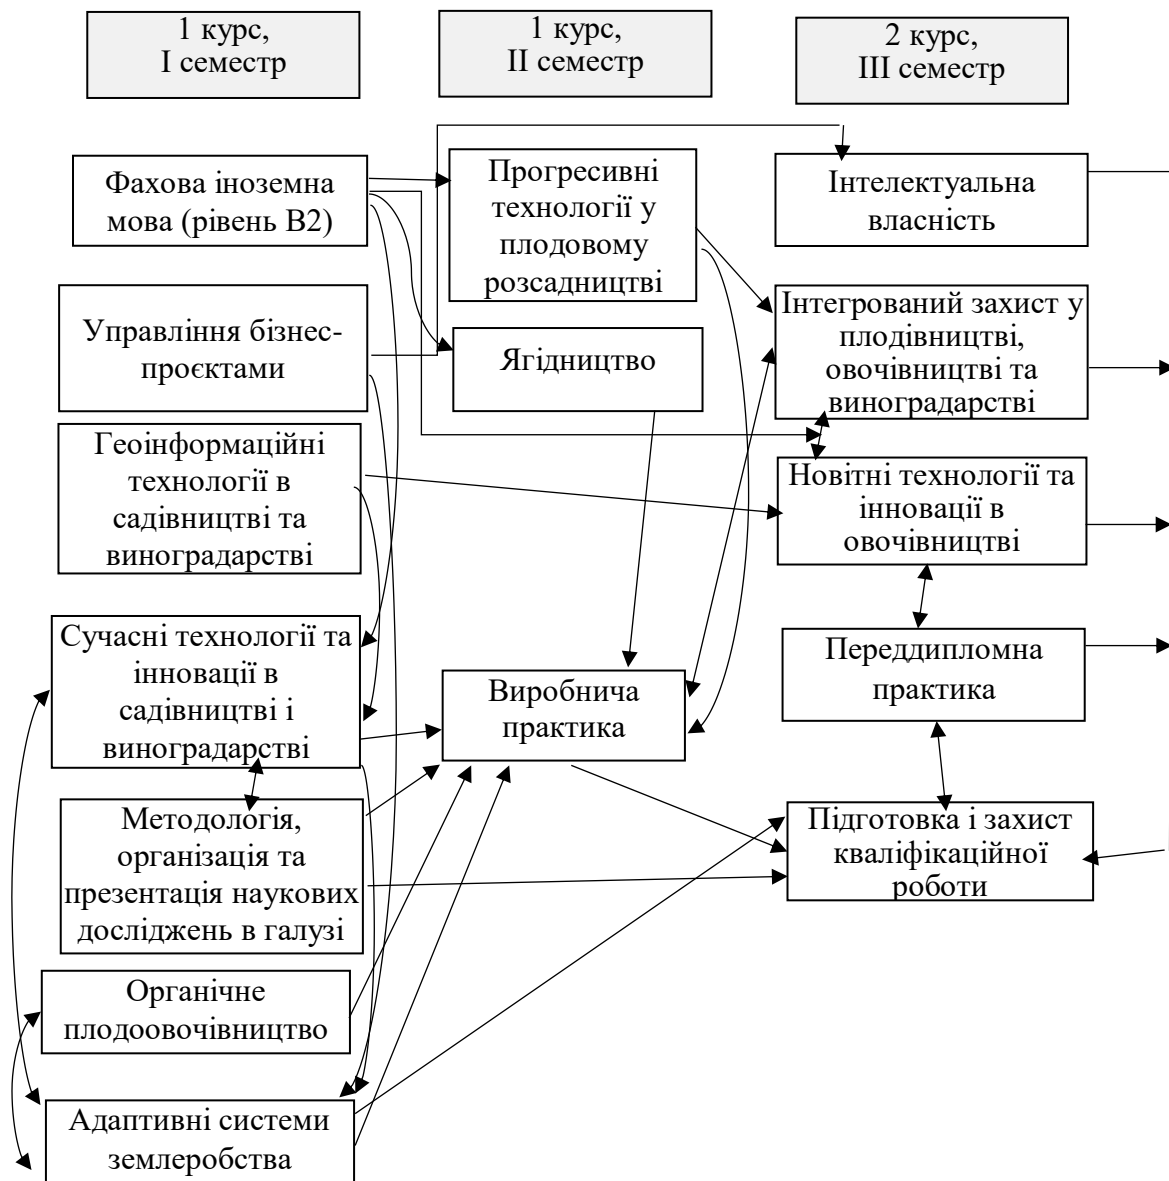 1 курс,
І семестр
1 курс,
ІІ семестр
2 курс,
ІІІ семестр
Фахова іноземна
мова (рівень В2)
Управління бізнес-
проєктами
Геоінформаційні
технології в
садівництві та
виноградарстві
Сучасні технології та
інновації в
садівництві і
виноградарстві
Методологія,
організація та
презентація наукових
досліджень в галузі
Органічне
плодоовочівництво
Адаптивні системи
землеробства
Прогресивні
технології у
плодовому
розсадництві
Ягідництво
Виробнича
практика
Інтелектуальна
власність
Інтегрований захист у
плодівництві,
овочівництві та
виноградарстві
Новітні технології та
інновації в
овочівництві
Переддипломна
практика
Підготовка і захист
кваліфікаційної
роботи